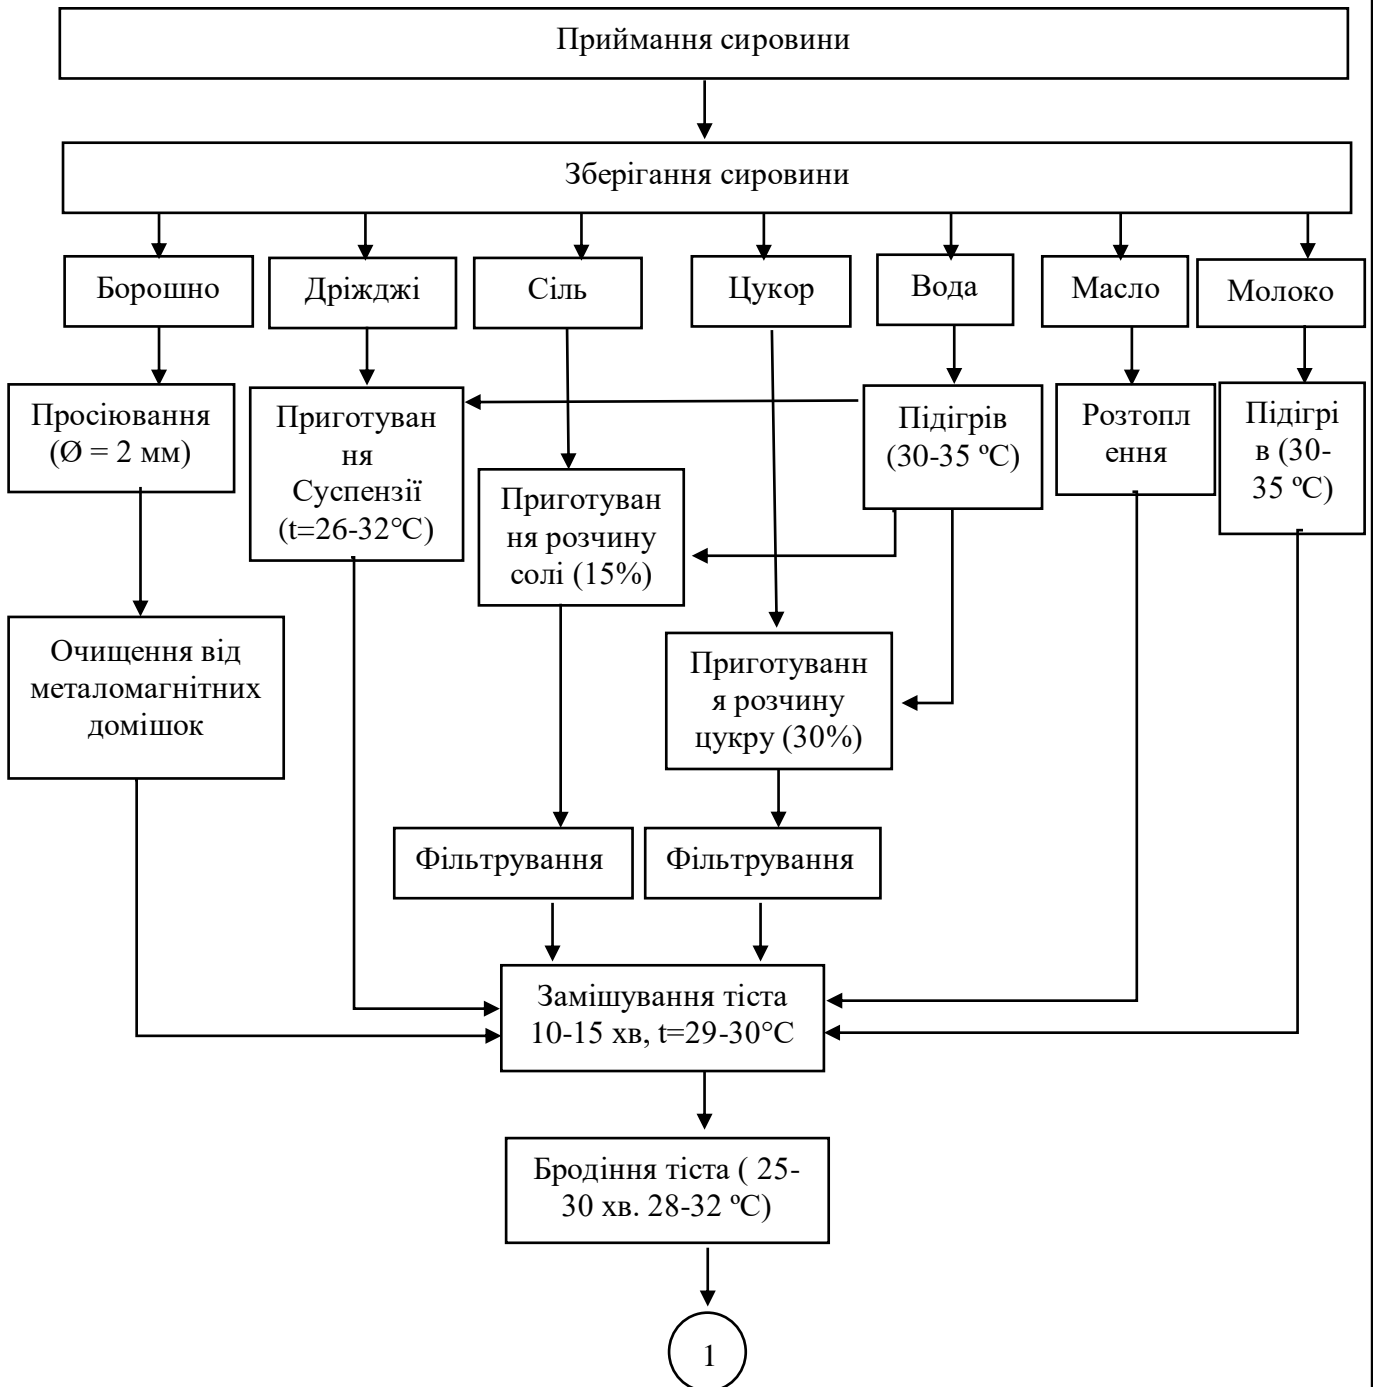 Приймання сировини
Зберігання сировини
Борошно
Дріжджі
Сіль
Цукор
Вода
Масло
Молоко
Просіювання
(Ø = 2 мм)
Приготуван
ня
Суспензії
(t=26-32°С)
Підігрів
(30-35 ºС)
Розтопл
ення
Підігрі
в (30-
35 ºС)
Приготуван
ня розчину
солі (15%)
Очищення від
металомагнітних
домішок
Приготуванн
я розчину
цукру (30%)
Фільтрування
Фільтрування
Замішування тіста
10-15 хв, t=29-30°С
Бродіння тіста ( 25-
30 хв. 28-32 ºС)
1